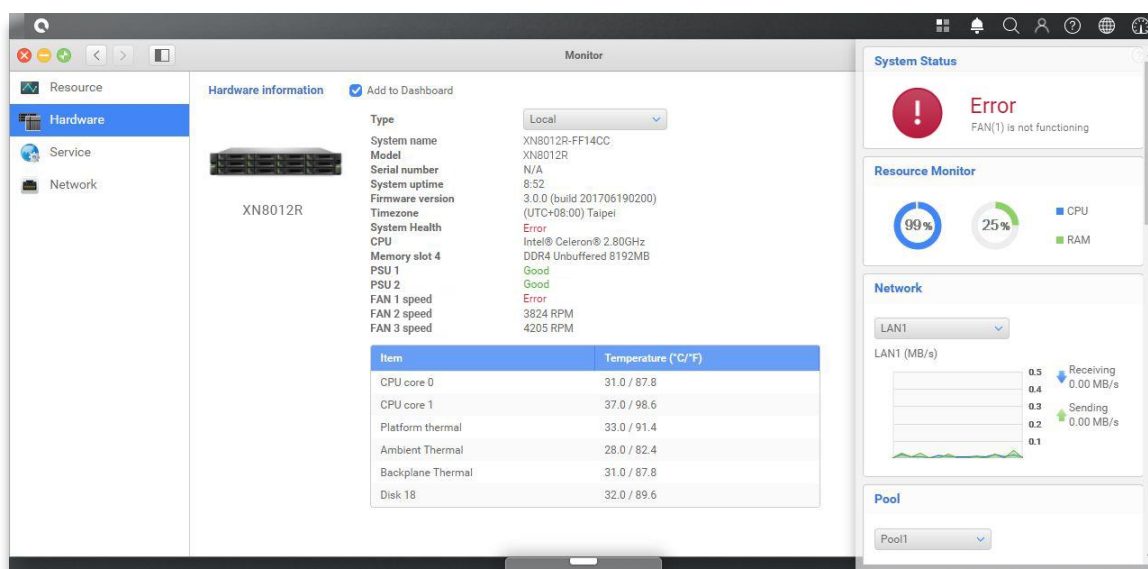 Monitor
Resource
Hardware
Service
Network
Hardware information
Add to Dashboard
XN8012R
Type Local
System name XN8012R-FF14CC
Model XN8012R
Serial number N/A
System uptime 8:52
Firmware version 3.0.0 (build 201706190200)
Timezone (UTC+08:00) Taipei
System Health Error
CPU Intel® Celeron® 2.80GHz
Memory slot 4 DDR4 Unbuffered 8192MB
PSU 1 Good
PSU 2 Good
FAN 1 speed Error
FAN 2 speed 3824 RPM
FAN 3 speed 4205 RPM
Item Temperature (°C/°F)
CPU core 0 31.0 / 87.8
CPU core 1 37.0 / 98.6
Platform thermal 33.0 / 91.4
Ambient Thermal 28.0 / 82.4
Backplane Thermal 31.0 / 87.8
Disk 18 32.0 / 89.6
System Status
Error
FAN(1) is not functioning
Resource Monitor
99%
25%
CPU
RAM
Network
LAN1
LAN1 (MB/s)
0.5
0.4
0.3
0.2
0.1
Receiving
0.00 MB/s
Sending
0.00 MB/s
Pool
Pool1